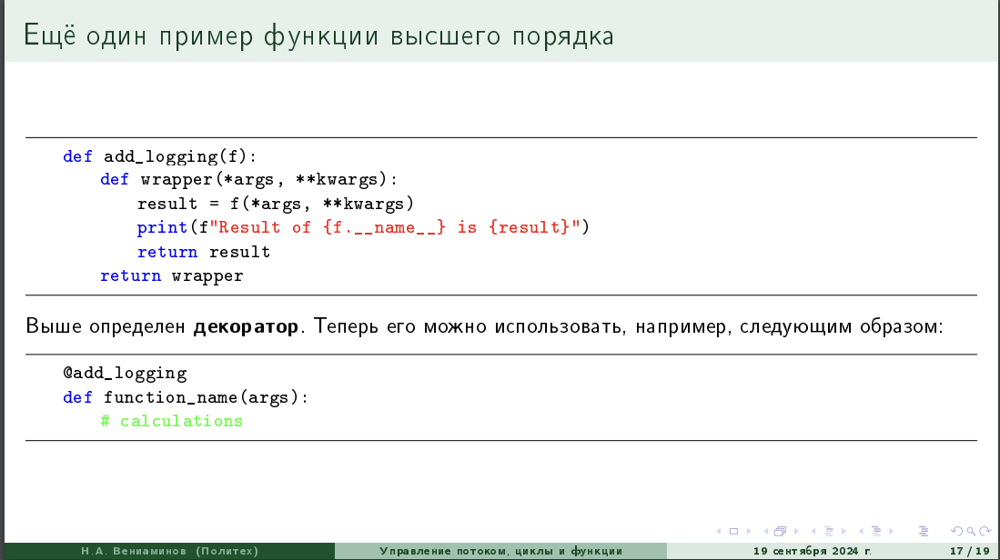 Ещё один пример функции высшего порядка
def add_logging(f):
    def wrapper(*args, **kwargs):
        result = f(*args, **kwargs)
        print(f"Result of {f.__name__} is {result}")
        return result
    return wrapper
Выше определен декоратор. Теперь его можно использовать, например, следующим образом:
@add_logging
def function_name(args):
    # calculations
Н.А. Вениаминов (Политех) Управление потоком, циклы и функции 19 сентября 2024 г. 17 / 19